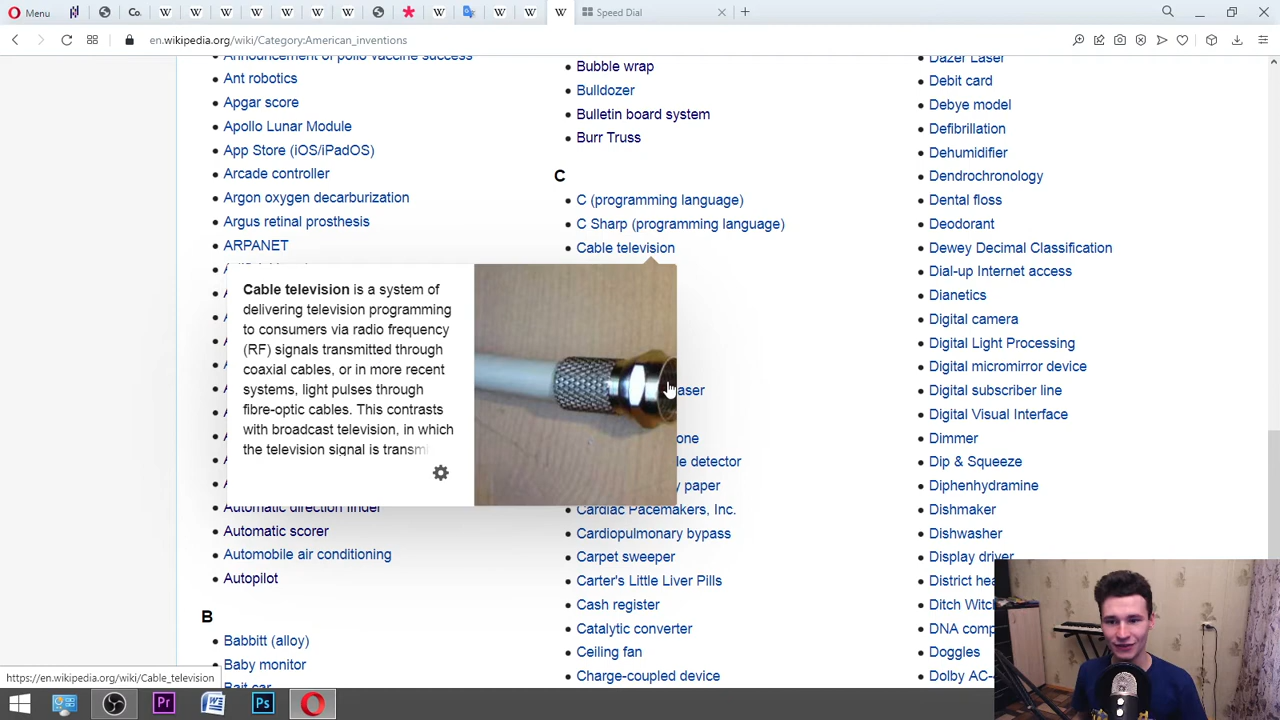 Menu
Co.
Speed Dial
en.wikipedia.org/wiki/Category:American_inventions
Announcement of polio vaccine success
Ant robotics
Apgar score
Apollo Lunar Module
App Store (iOS/iPadOS)
Arcade controller
Argon oxygen decarburization
Argus retinal prosthesis
ARPANET
Cable television is a system of
delivering television programming
to consumers via radio frequency
(RF) signals transmitted through
coaxial cables, or in more recent
systems, light pulses through
fibre-optic cables. This contrasts
with broadcast television, in which
the television signal is transmi
Automatic direction finder
Automatic scorer
Automobile air conditioning
Autopilot
B
Babbitt (alloy)
Baby monitor
Bait car
https://en.wikipedia.org/wiki/Cable_television
Bubble wrap
Bulldozer
Bulletin board system
Burr Truss
C
C (programming language)
C Sharp (programming language)
Cable television
aser
one
le detector
y paper
Cardiac Pacemakers, Inc.
Cardiopulmonary bypass
Carpet sweeper
Carter's Little Liver Pills
Cash register
Catalytic converter
Ceiling fan
Charge-coupled device
Dazer Laser
Debit card
Debye model
Defibrillation
Dehumidifier
Dendrochronology
Dental floss
Deodorant
Dewey Decimal Classification
Dial-up Internet access
Dianetics
Digital camera
Digital Light Processing
Digital micromirror device
Digital subscriber line
Digital Visual Interface
Dimmer
Dip & Squeeze
Diphenhydramine
Dishmaker
Dishwasher
Display driver
District hea
Ditch Witc
DNA comp
Doggles
Dolby AC-
Pr
Ps